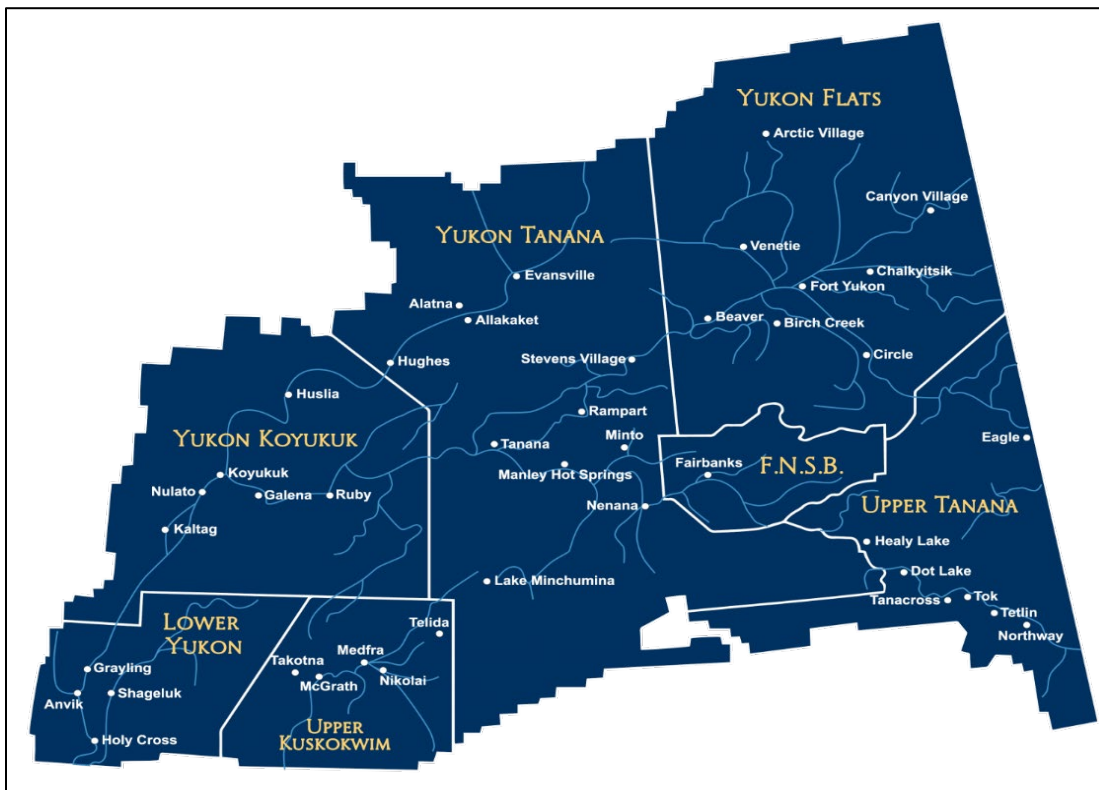 YUKON FLATS
Arctic Village
Canyon Village
YUKON TANANA
Venetie
Evansville
Chalkyitsik
Fort Yukon
Alatna
Allakaket
Beaver
Birch Creek
Hughes
Stevens Village
Circle
Huslia
Rampart
YUKON KOYUKUK
Minto
Tanana
Eagle
Fairbanks
F.N.S.B.
Koyukuk
Manley Hot Springs
Nulato
Galena
Ruby
Nenana
UPPER TANANA
Kaltag
Healy Lake
Dot Lake
Lake Minchumina
Tanacross
Tok
Tetlin
Northway
LOWER
YUKON
Telida
Medfra
Takotna
Grayling
Nikolai
McGrath
Anvik
Shageluk
UPPER
KUSKOKWIM
Holy Cross